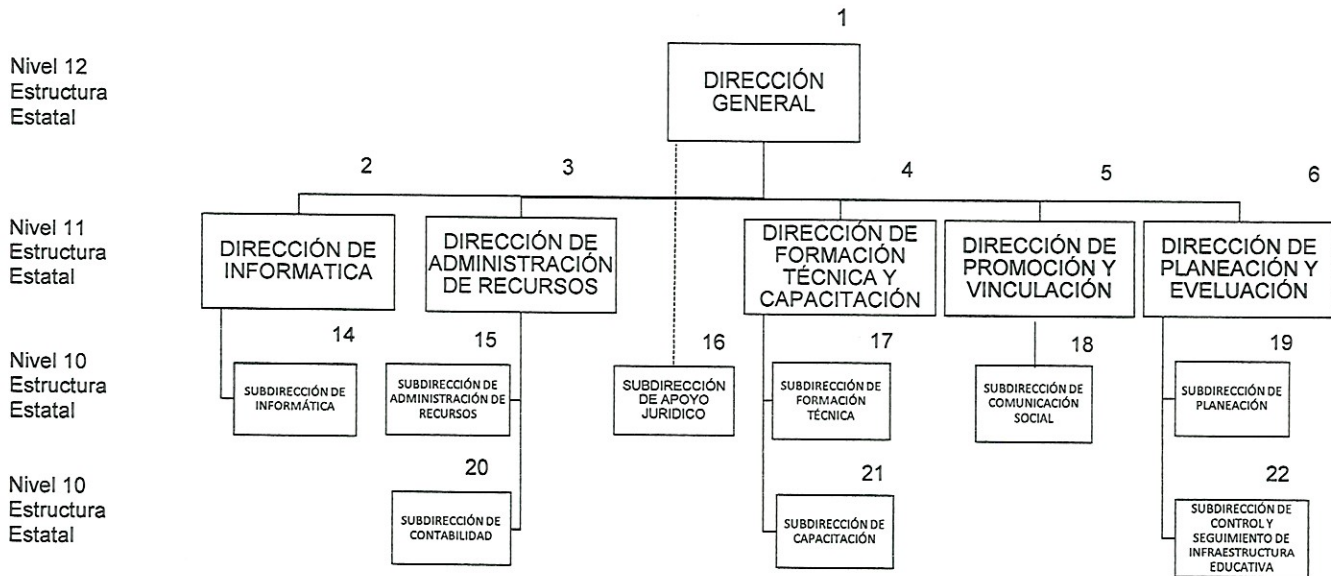 1
Nivel 12
Estructura
Estatal
DIRECCIÓN
GENERAL
2
3
4
5
6
Nivel 11
Estructura
Estatal
DIRECCIÓN DE
INFORMATICA
DIRECCIÓN DE
ADMINISTRACIÓN
DE RECURSOS
DIRECCIÓN DE
FORMACIÓN
TÉCNICA Y
CAPACITACIÓN
DIRECCIÓN DE
PROMOCIÓN Y
VINCULACIÓN
DIRECCIÓN DE
PLANEACIÓN Y
EVELUACIÓN
14
15
16
17
18
19
Nivel 10
Estructura
Estatal
SUBDIRECCIÓN DE
INFORMÁTICA
SUBDIRECCIÓN DE
ADMINISTRACIÓN DE
RECURSOS
SUBDIRECCIÓN
DE APOYO
JURIDICO
SUBDIRECCIÓN DE
FORMACIÓN
TÉCNICA
SUBDIRECCIÓN DE
COMUNICACIÓN
SOCIAL
SUBDIRECCIÓN
DE PLANEACIÓN
20
21
22
Nivel 10
Estructura
Estatal
SUBDIRECCIÓN DE
CONTABILIDAD
SUBDIRECCIÓN DE
CAPACITACIÓN
SUBDIRECCIÓN DE
CONTROL Y
SEGUIMIENTO DE
INFRAESTRUCTURA
EDUCATIVA